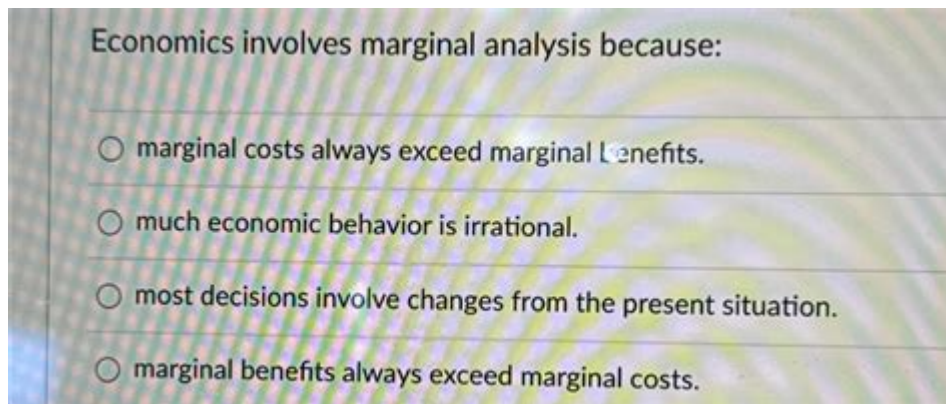 Economics involves marginal analysis because:
marginal costs always exceed marginal benefits.
much economic behavior is irrational.
most decisions involve changes from the present situation.
marginal benefits always exceed marginal costs.